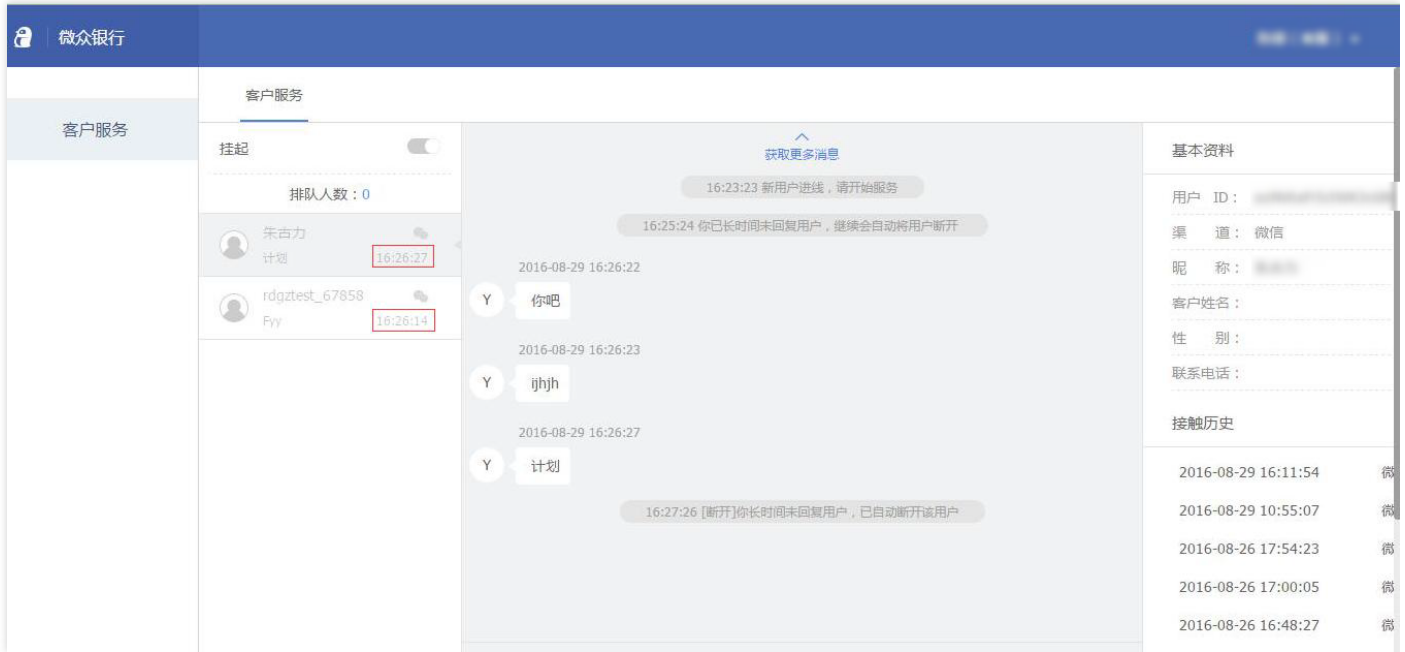 微众银行
客户服务
客户服务
挂起
排队人数：0
朱古力
计划
16:26:27
rdgztest_67858
Fyy
16:26:14
获取更多消息
16:23:23 新用户进线，请开始服务
16:25:24 你已长时间未回复用户，继续会自动将用户断开
2016-08-29 16:26:22
Y 你吧
2016-08-29 16:26:23
Y ijhjh
2016-08-29 16:26:27
Y 计划
16:27:26 [断开]你长时间未回复用户，已自动断开该用户
基本资料
用户 ID：
渠 道： 微信
昵 称：
客户姓名：
性 别：
联系电话：
接触历史
2016-08-29 16:11:54 微
2016-08-29 10:55:07 微
2016-08-26 17:54:23 微
2016-08-26 17:00:05 微
2016-08-26 16:48:27 微